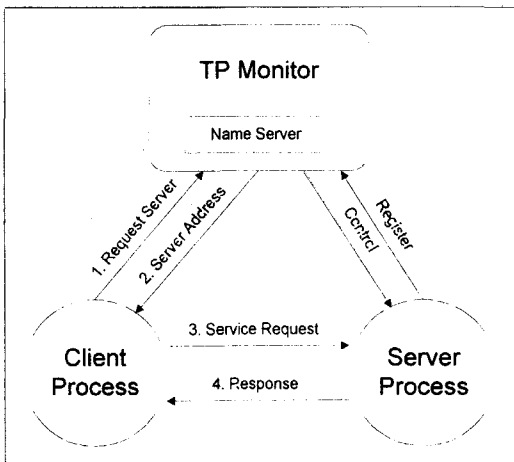 TP Monitor
Name Server
1. Request Server
2. Server Address
Control
Register
3. Service Request
Client
Process
Server
Process
4. Response